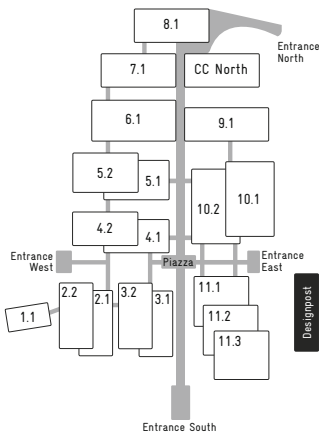 8.1
Entrance
North
7.1
CC North
6.1
9.1
5.2
5.1
10.1
10.2
4.2
4.1
Entrance
West
Piazza
Entrance
East
2.2
2.1
3.2
3.1
11.1
1.1
11.2
11.3
Designpost
Entrance South